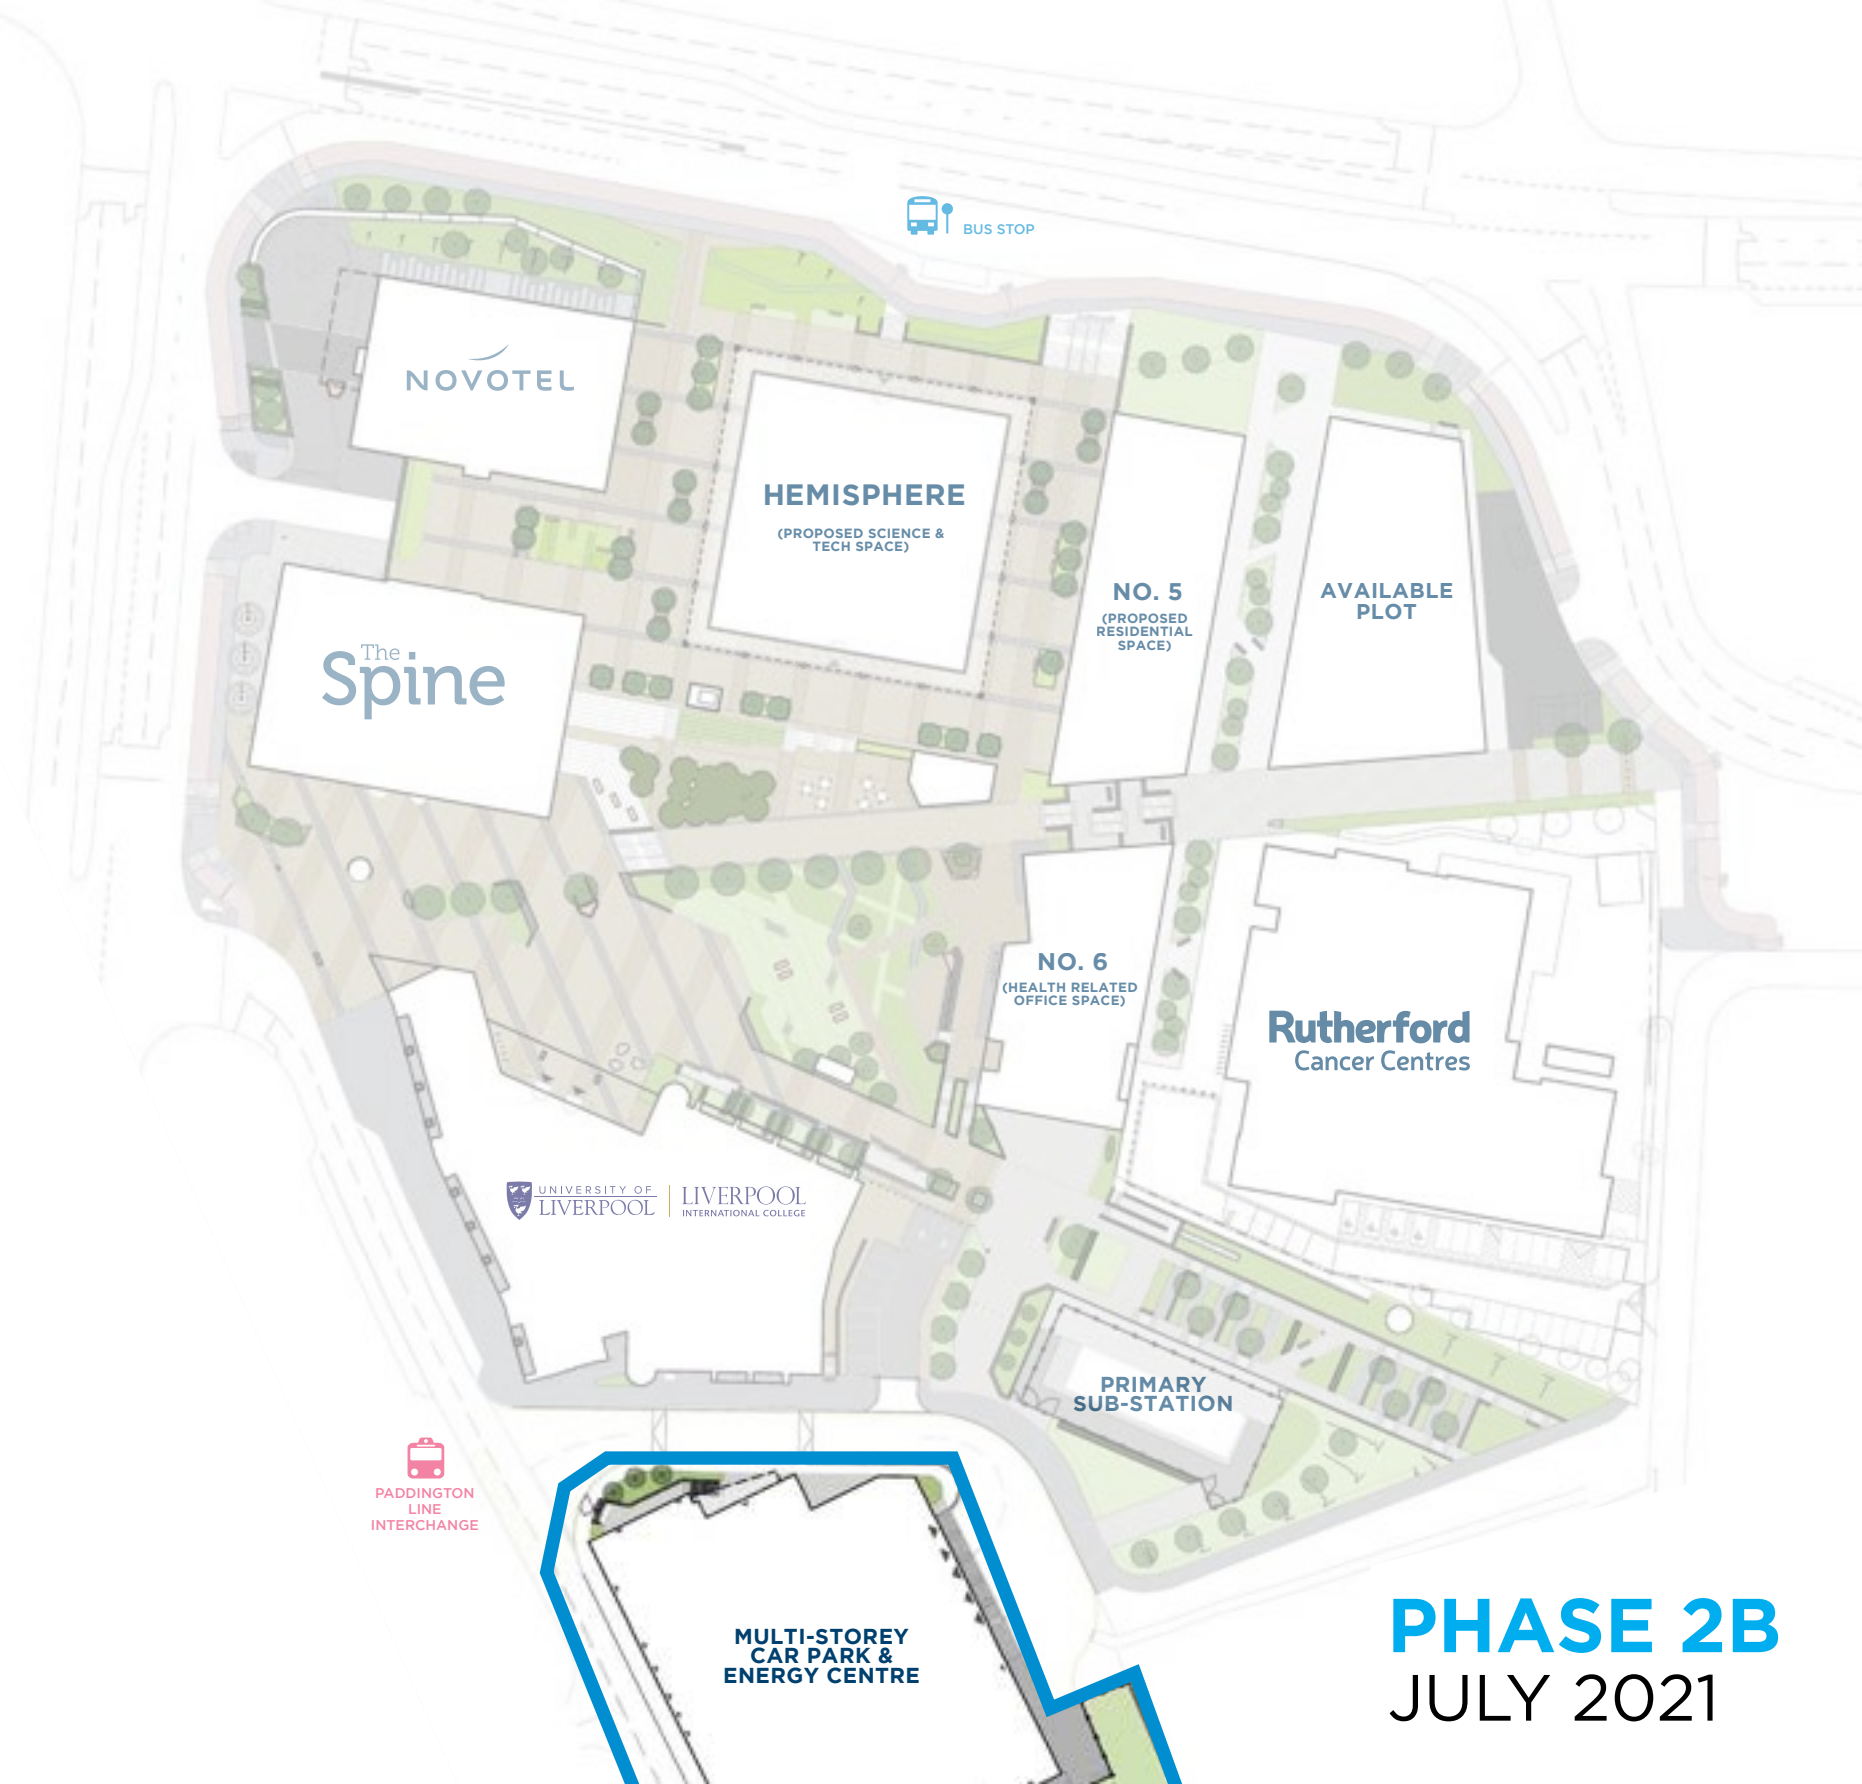 BUS STOP
NOVOTEL
HEMISPHERE
(PROPOSED SCIENCE &
TECH SPACE)
NO. 5
(PROPOSED
RESIDENTIAL
SPACE)
AVAILABLE
PLOT
The
Spine
NO. 6
(HEALTH RELATED
OFFICE SPACE)
Rutherford
Cancer Centres
UNIVERSITY OF
LIVERPOOL
LIVERPOOL
INTERNATIONAL COLLEGE
PRIMARY
SUB-STATION
PADDINGTON
LINE
INTERCHANGE
MULTI-STOREY
CAR PARK &
ENERGY CENTRE
PHASE 2B
JULY 2021